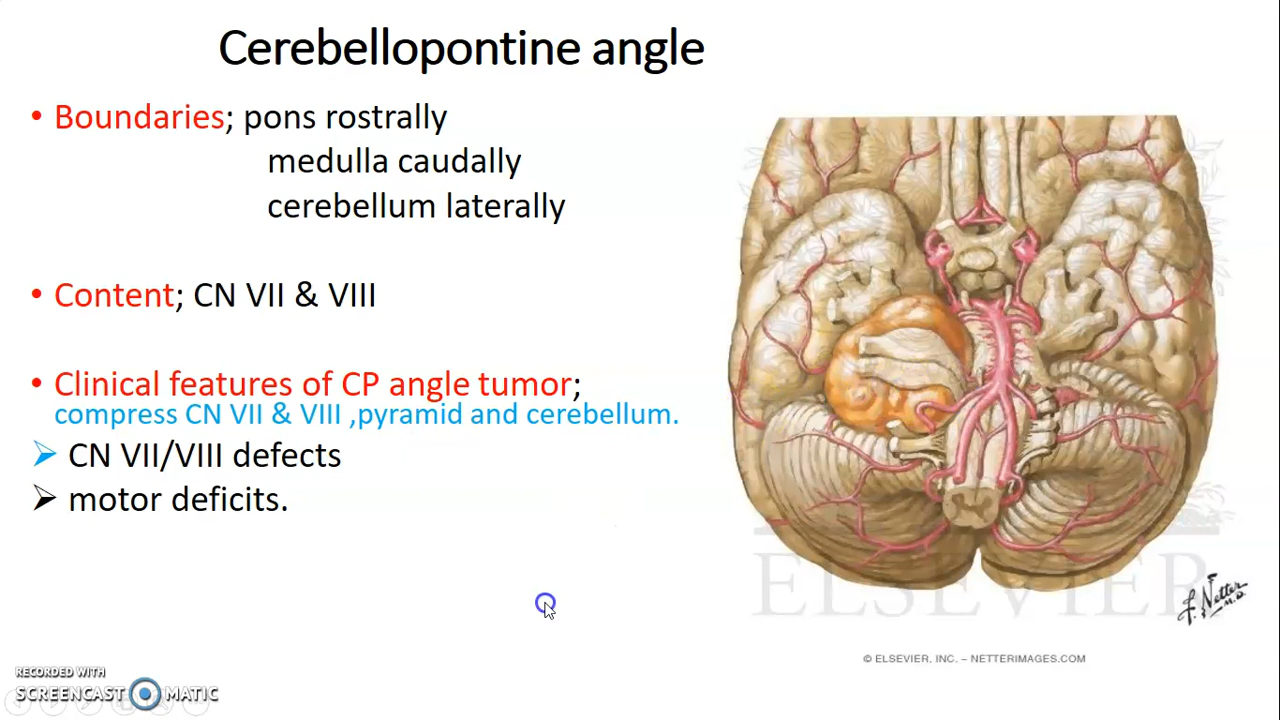 Cerebellopontine angle
• Boundaries; pons rostrally
medulla caudally
cerebellum laterally
• Content; CN VII & VIII
• Clinical features of CP angle tumor;
compress CN VII & VIII ,pyramid and cerebellum.
➢ CN VII/VIII defects
➢ motor deficits.
ELSEVIER
F. Netter
M.D.
© ELSEVIER, INC. – NETTERIMAGES.COM
RECORDED WITH
SCREENCAST MATIC